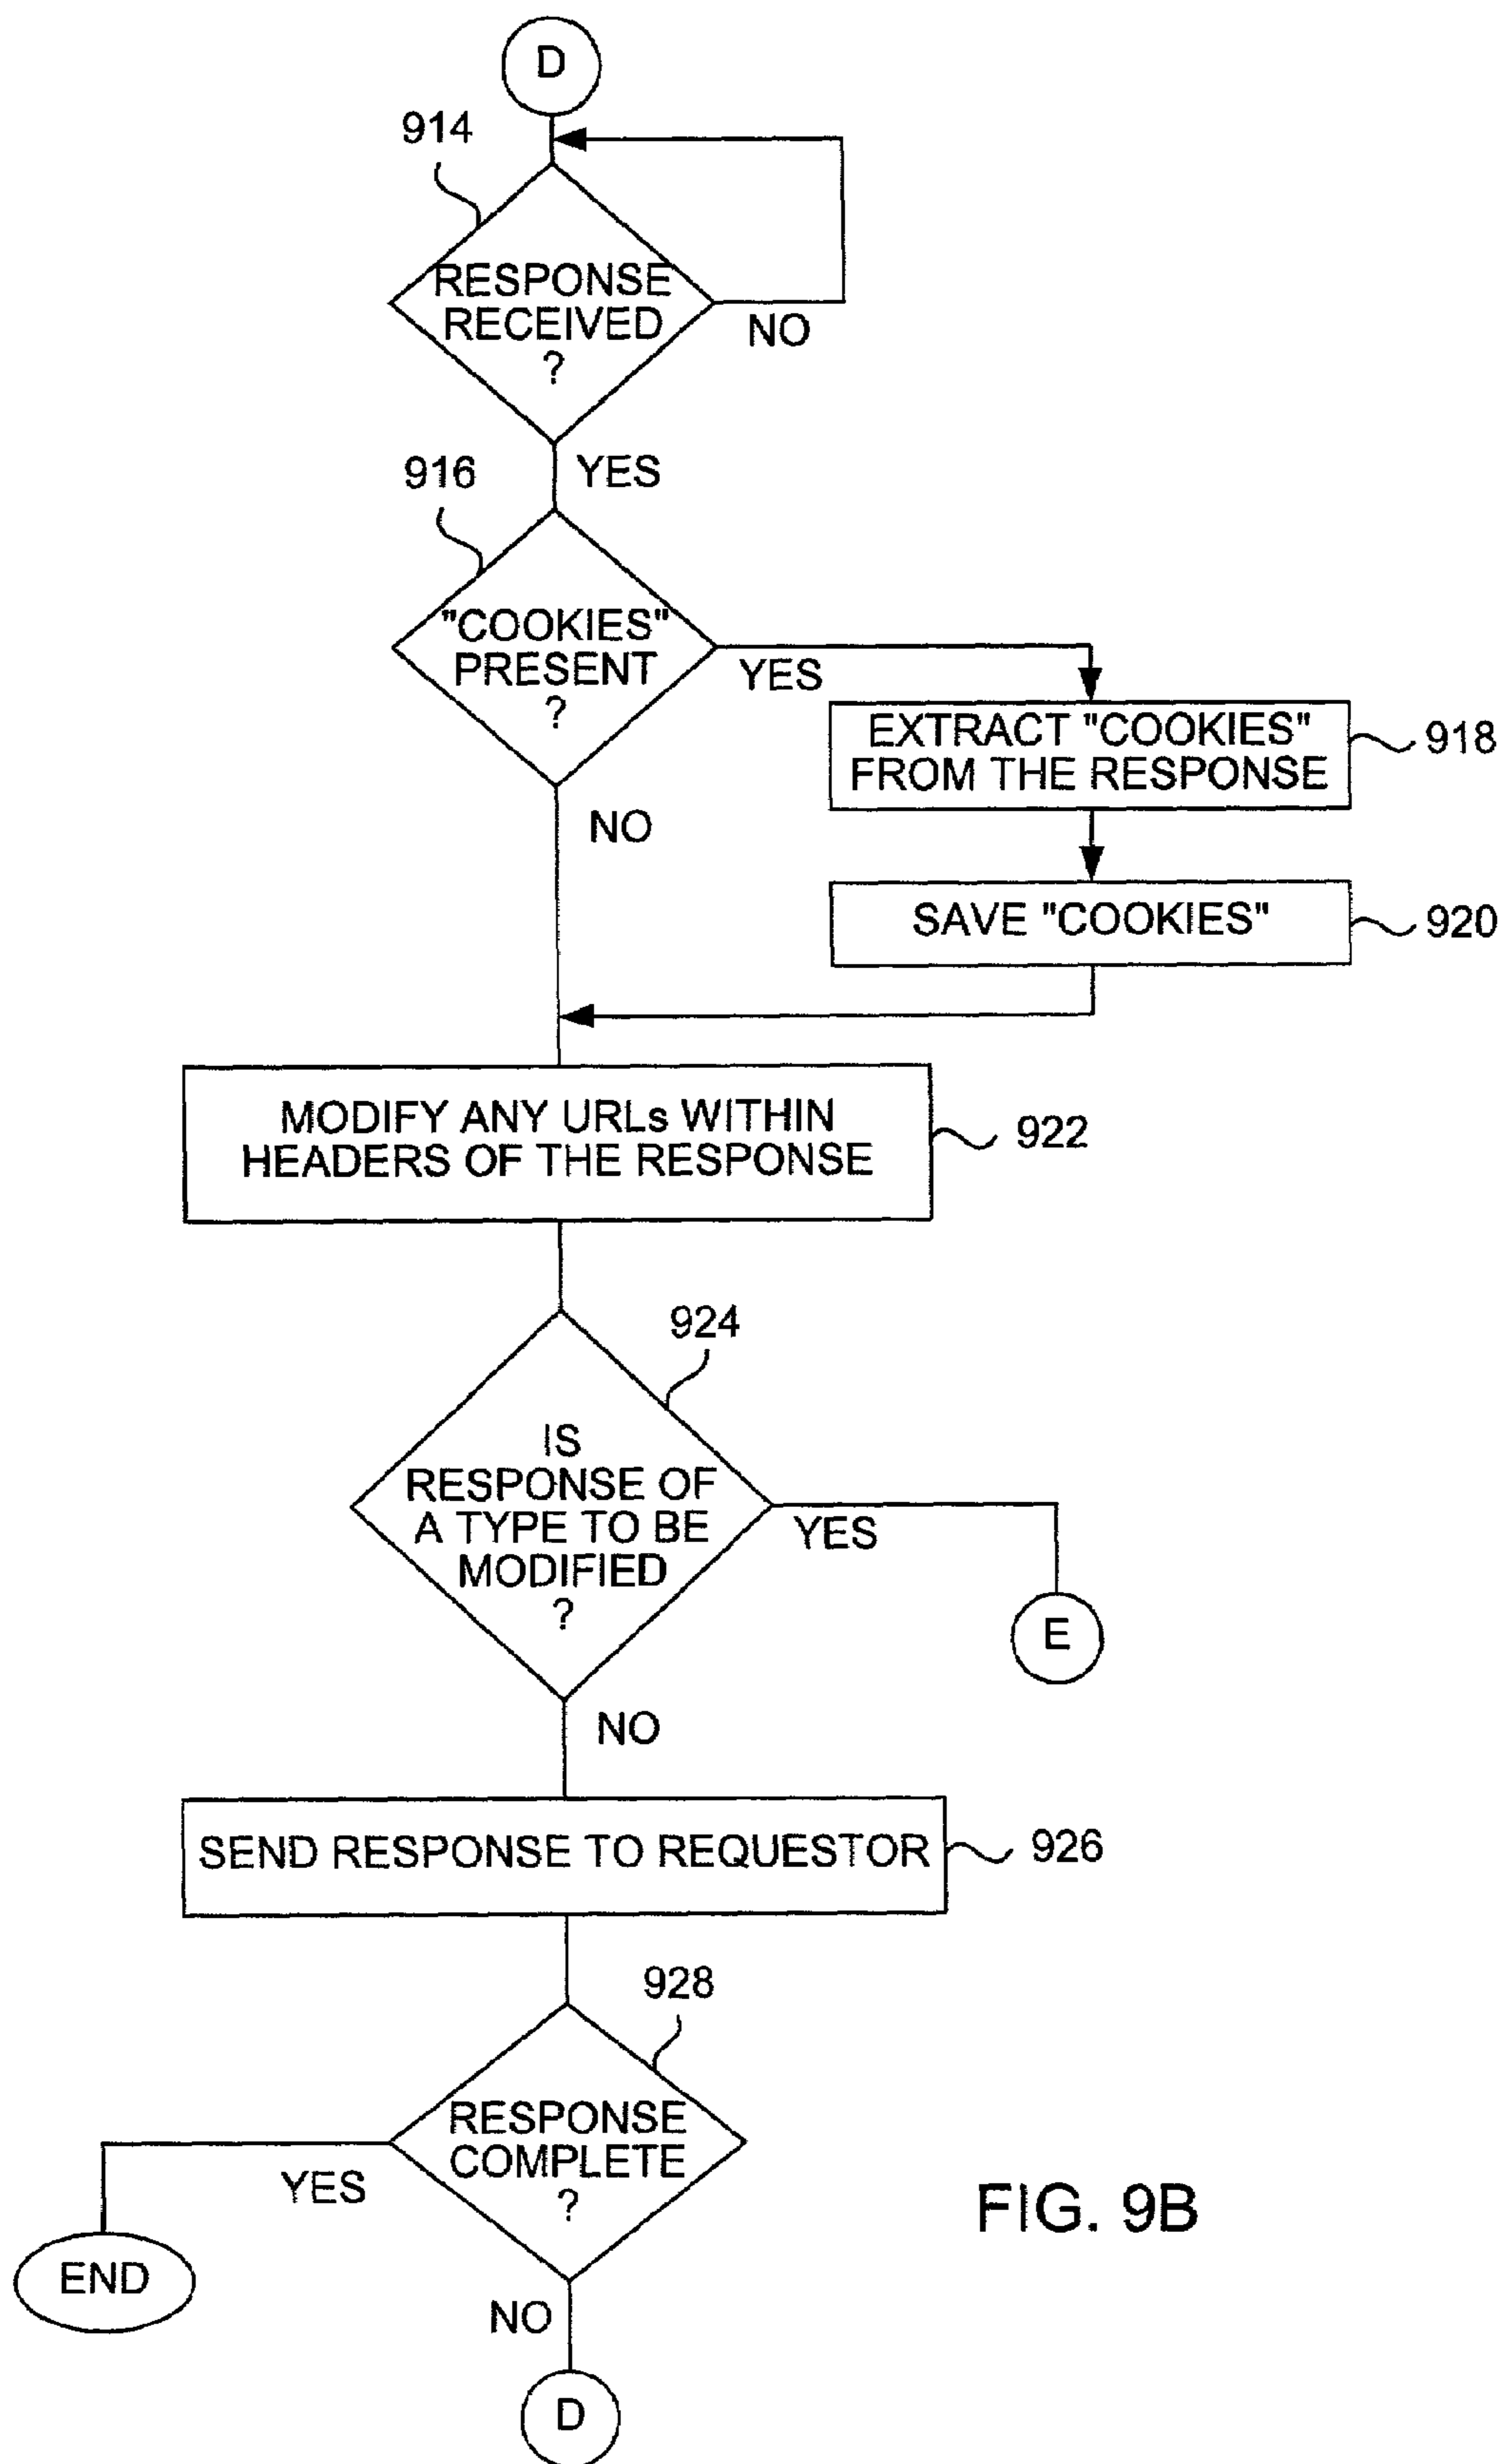 D
914
RESPONSE
RECEIVED
?
NO
YES
916
"COOKIES"
PRESENT
?
YES
NO
EXTRACT "COOKIES"
FROM THE RESPONSE
918
SAVE "COOKIES"
920
MODIFY ANY URLs WITHIN
HEADERS OF THE RESPONSE
922
924
IS
RESPONSE OF
A TYPE TO BE
MODIFIED
?
YES
E
NO
SEND RESPONSE TO REQUESTOR
926
928
RESPONSE
COMPLETE
?
YES
END
NO
D
FIG. 9B